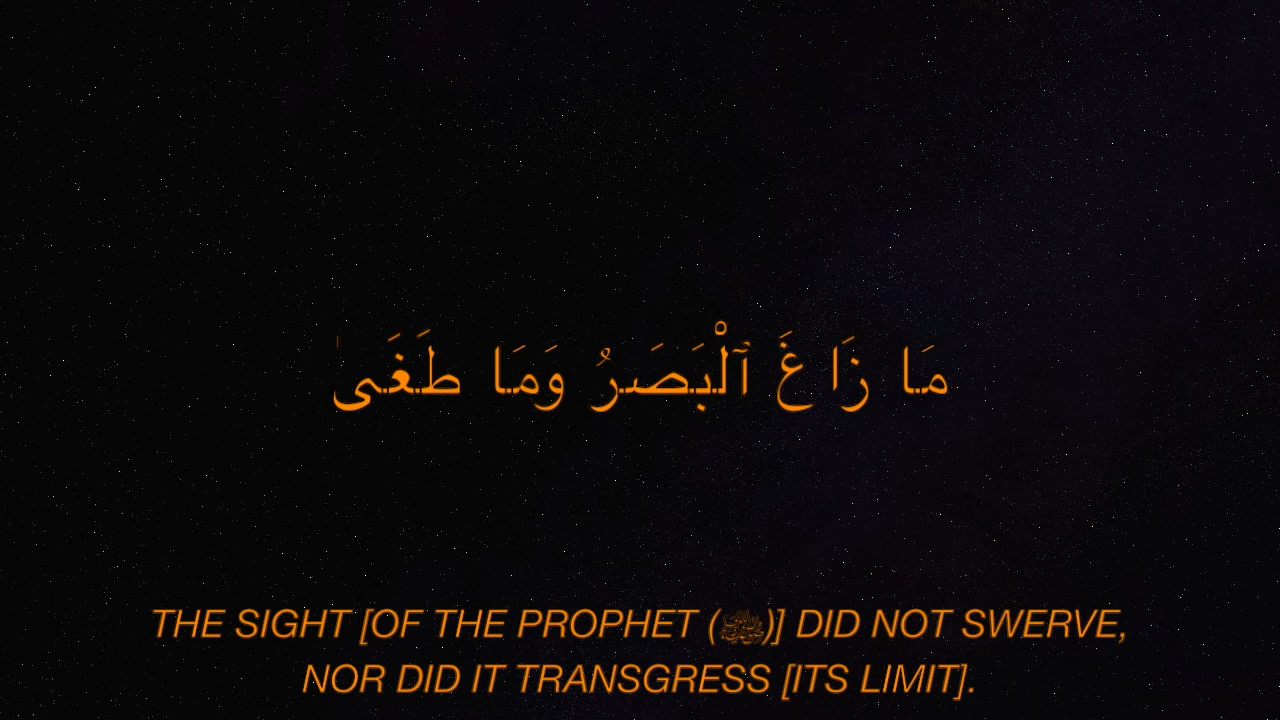 مَا زَاغَ ٱلْبَصَرُ وَمَا طَغَىٰ
THE SIGHT [OF THE PROPHET (ﷺ)] DID NOT SWERVE,
NOR DID IT TRANSGRESS [ITS LIMIT].